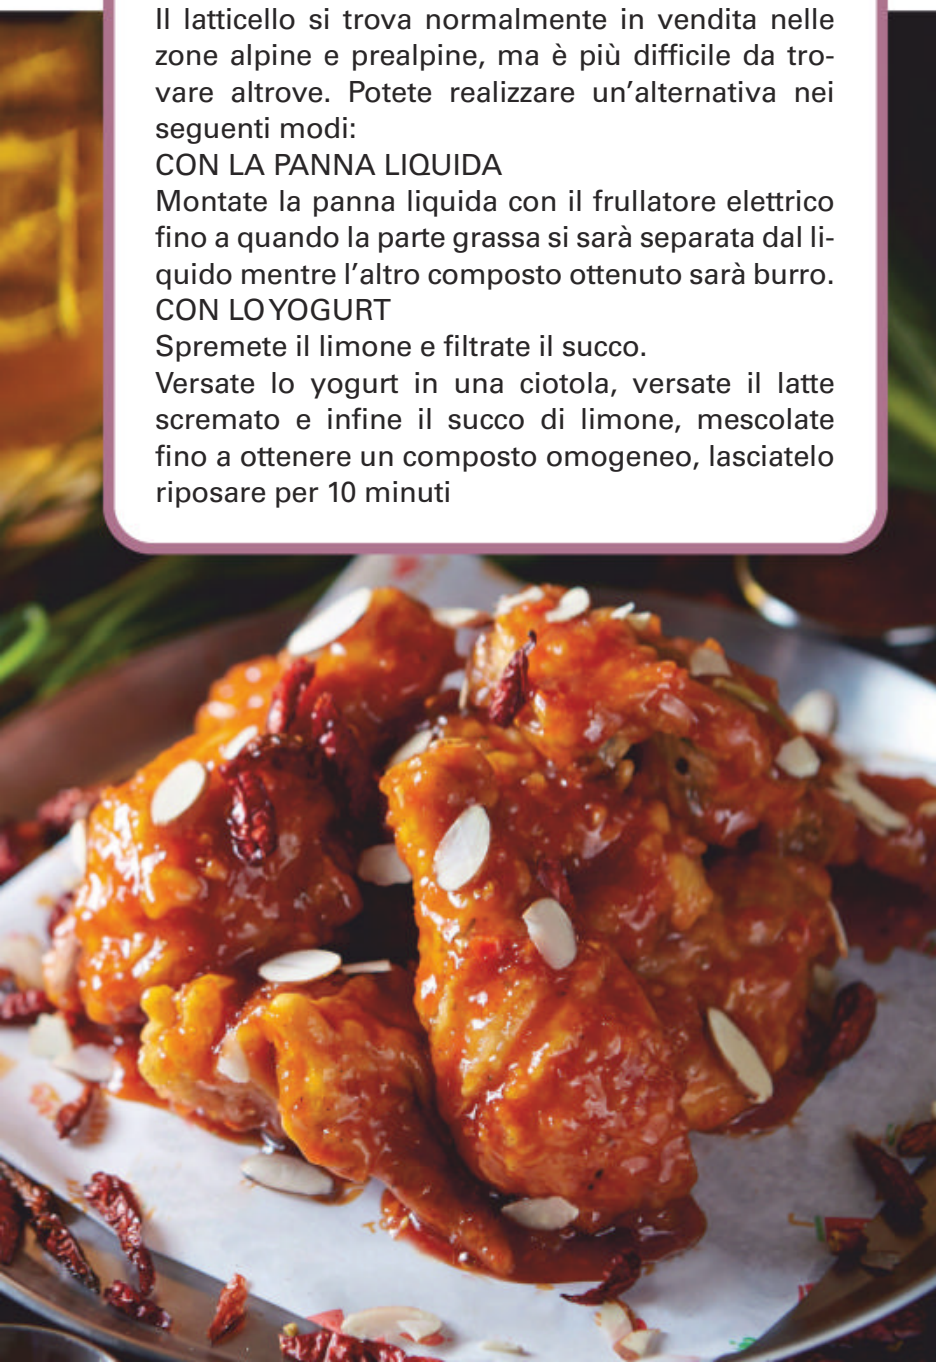 Il latticello si trova normalmente in vendita nelle
zone alpine e prealpine, ma è più difficile da tro-
vare altrove. Potete realizzare un’alternativa nei
seguenti modi:
CON LA PANNA LIQUIDA
Montate la panna liquida con il frullatore elettrico
fino a quando la parte grassa si sarà separata dal li-
quido mentre l’altro composto ottenuto sarà burro.
CON LO YOGURT
Spremete il limone e filtrate il succo.
Versate lo yogurt in una ciotola, versate il latte
scremato e infine il succo di limone, mescolate
fino a ottenere un composto omogeneo, lasciatelo
riposare per 10 minuti